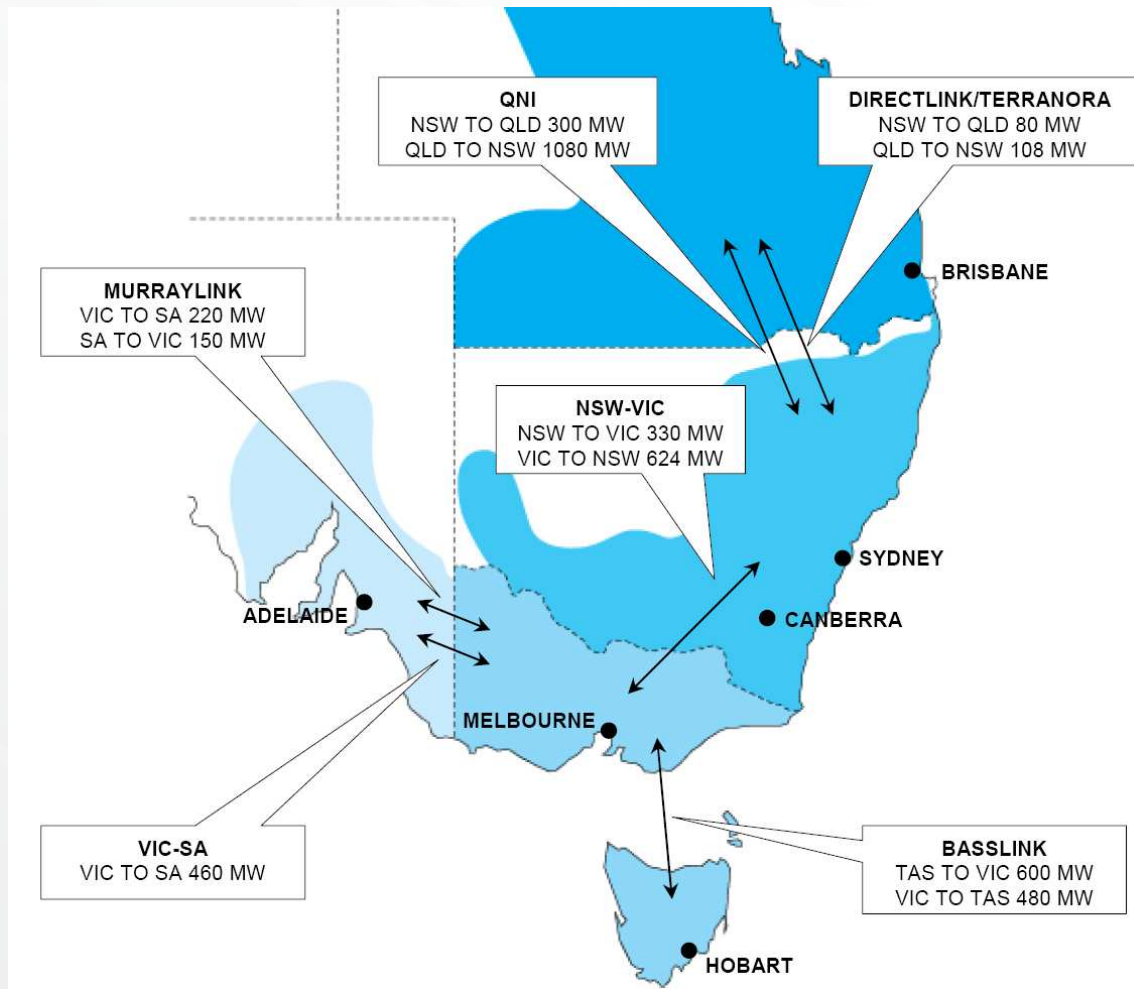 QNI
NSW TO QLD 300 MW
QLD TO NSW 1080 MW
DIRECTLINK/TERRANORA
NSW TO QLD 80 MW
QLD TO NSW 108 MW
BRISBANE
MURRAYLINK
VIC TO SA 220 MW
SA TO VIC 150 MW
NSW-VIC
NSW TO VIC 330 MW
VIC TO NSW 624 MW
SYDNEY
ADELAIDE
CANBERRA
MELBOURNE
VIC-SA
VIC TO SA 460 MW
BASSLINK
TAS TO VIC 600 MW
VIC TO TAS 480 MW
HOBART